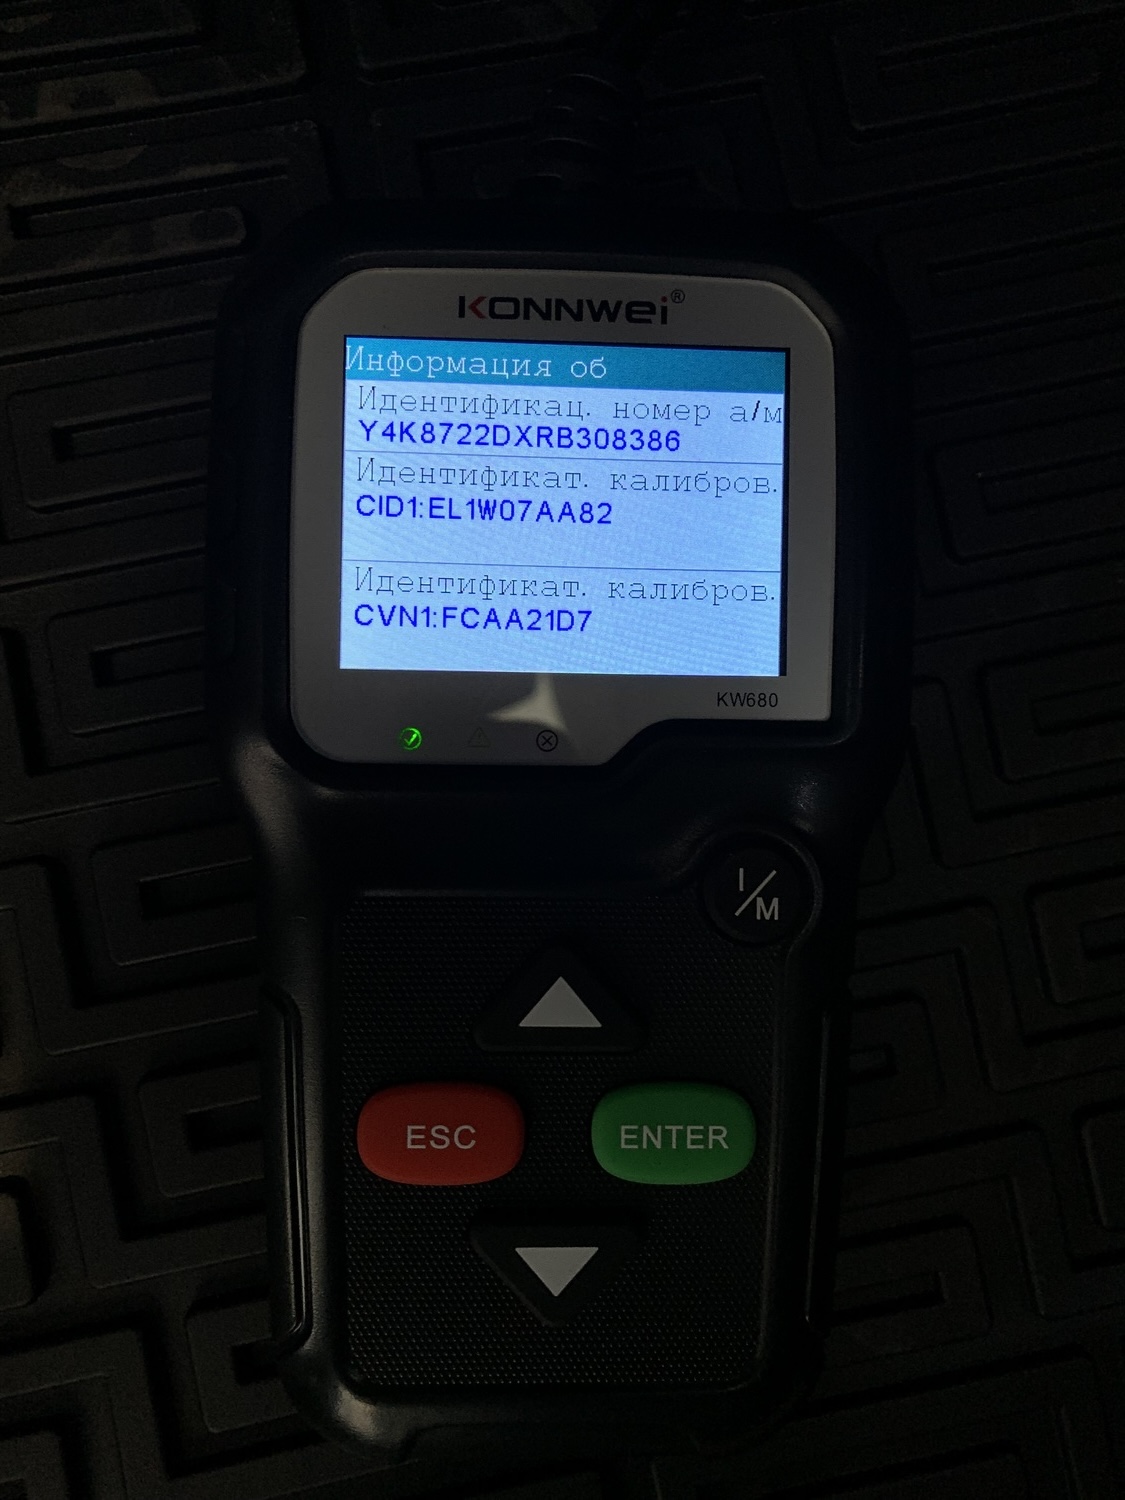 KONNWEI®
Информация об
Идентификац. номер а/м
Y4K8722DXRB308386
Идентификат. калибров.
CID1:EL1W07AA82
Идентификат. калибров.
CVN1:FCAA21D7
KW680
I/M
ESC
ENTER